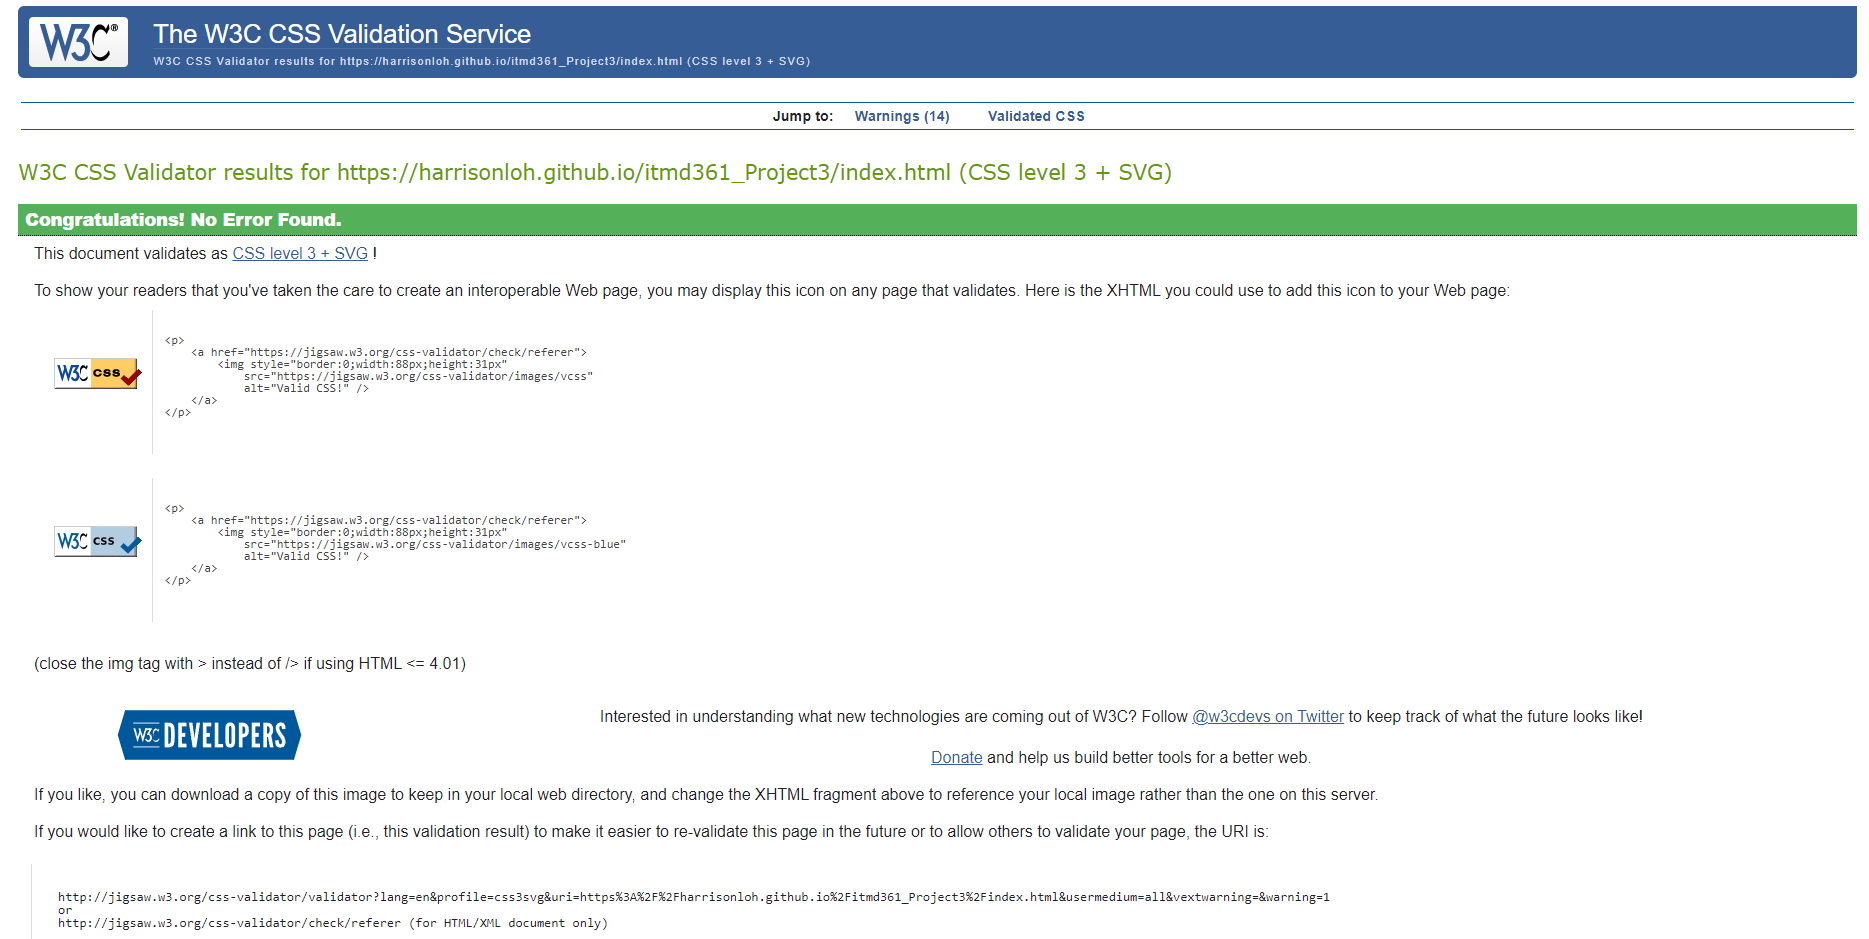 W3C®
The W3C CSS Validation Service
W3C CSS Validator results for https://harrisonloh.github.io/itmd361_Project3/index.html (CSS level 3 + SVG)
Jump to: Warnings (14) Validated CSS
W3C CSS Validator results for https://harrisonloh.github.io/itmd361_Project3/index.html (CSS level 3 + SVG)
Congratulations! No Error Found.
This document validates as CSS level 3 + SVG !
To show your readers that you've taken the care to create an interoperable Web page, you may display this icon on any page that validates. Here is the XHTML you could use to add this icon to your Web page:
W3C css
<p>
    <a href="https://jigsaw.w3.org/css-validator/check/referer">
        <img style="border:0;width:88px;height:31px"
            src="https://jigsaw.w3.org/css-validator/images/vcss"
            alt="Valid CSS!" />
    </a>
</p>
W3C css
<p>
    <a href="https://jigsaw.w3.org/css-validator/check/referer">
        <img style="border:0;width:88px;height:31px"
            src="https://jigsaw.w3.org/css-validator/images/vcss-blue"
            alt="Valid CSS!" />
    </a>
</p>
(close the img tag with > instead of /> if using HTML <= 4.01)
W3C DEVELOPERS
Interested in understanding what new technologies are coming out of W3C? Follow @w3cdevs on Twitter to keep track of what the future looks like!
Donate and help us build better tools for a better web.
If you like, you can download a copy of this image to keep in your local web directory, and change the XHTML fragment above to reference your local image rather than the one on this server.
If you would like to create a link to this page (i.e., this validation result) to make it easier to re-validate this page in the future or to allow others to validate your page, the URI is:
http://jigsaw.w3.org/css-validator/validator?lang=en&profile=css3svg&uri=https%3A%2F%2Fharrisonloh.github.io%2Fitmd361_Project3%2Findex.html&usermedium=all&vextwarning=&warning=1
or
http://jigsaw.w3.org/css-validator/check/referer (for HTML/XML document only)